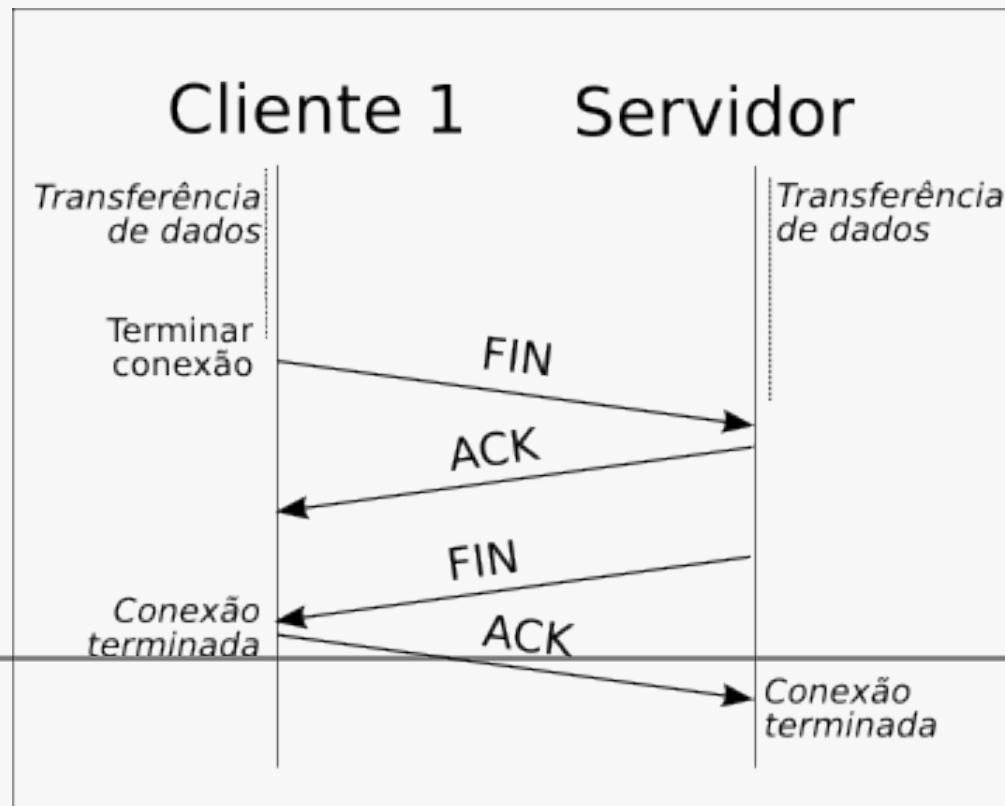 Cliente 1
Servidor
Transferência
de dados
Transferência
de dados
Terminar
conexão
FIN
ACK
FIN
Conexão
terminada
ACK
Conexão
terminada